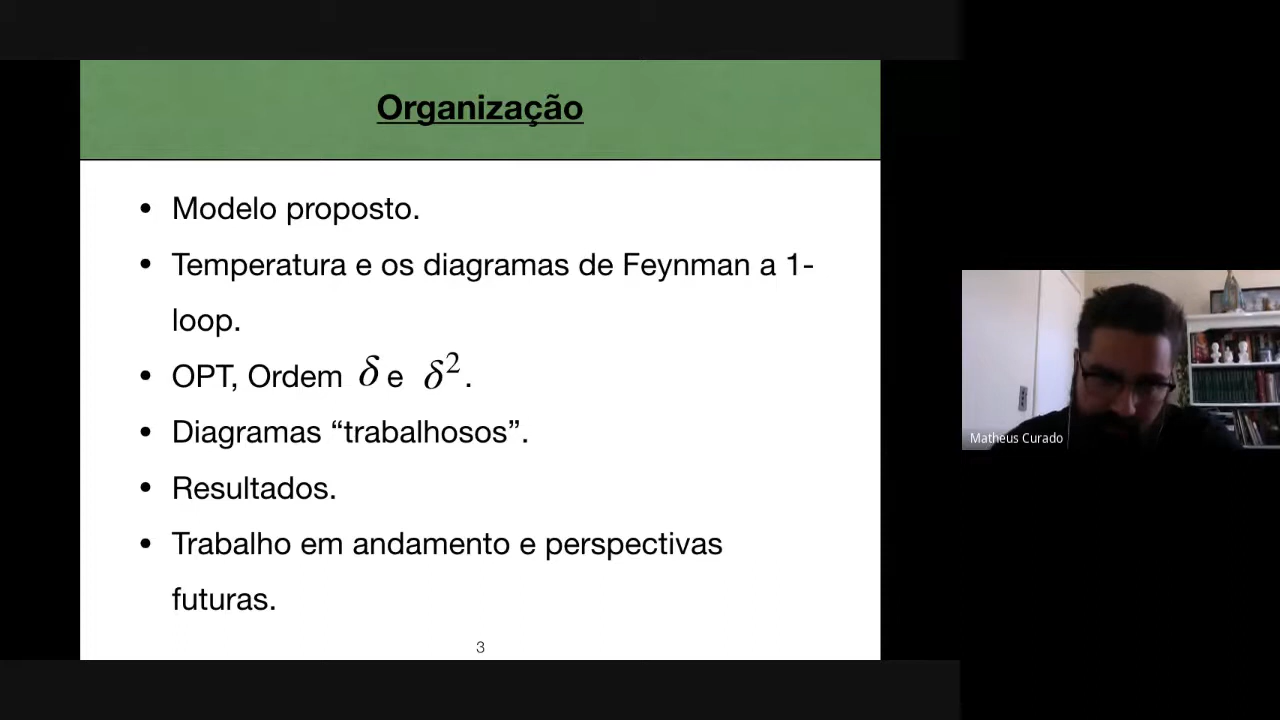 Organização
• Modelo proposto.
• Temperatura e os diagramas de Feynman a 1-
loop.
• OPT, Ordem δ e δ².
• Diagramas “trabalhosos”.
• Resultados.
• Trabalho em andamento e perspectivas
futuras.
3
Matheus Curado